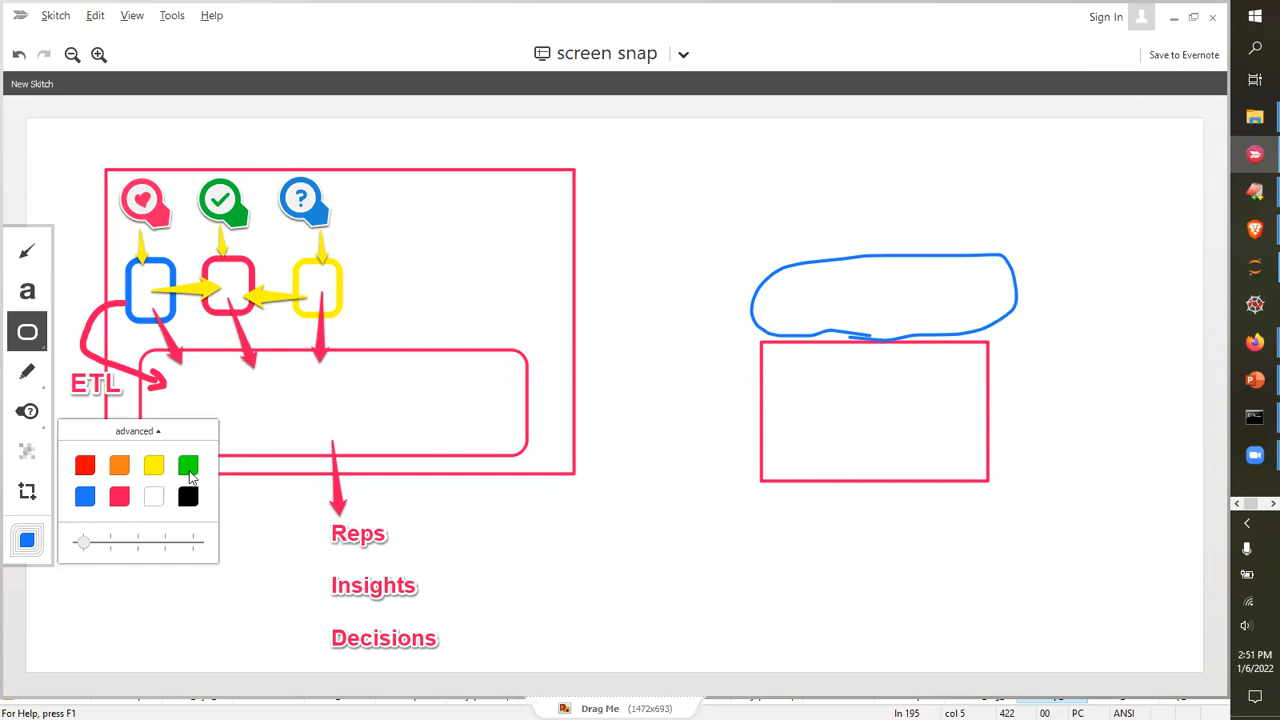 Skitch Edit View Tools Help
Sign In
screen snap
Save to Evernote
New Skitch
?
a
ETL
advanced
Reps
Insights
Decisions
2:51 PM
1/6/2022
For Help, press F1
Drag Me (1472x693)
ln 195 col 5 422 00 PC ANSI